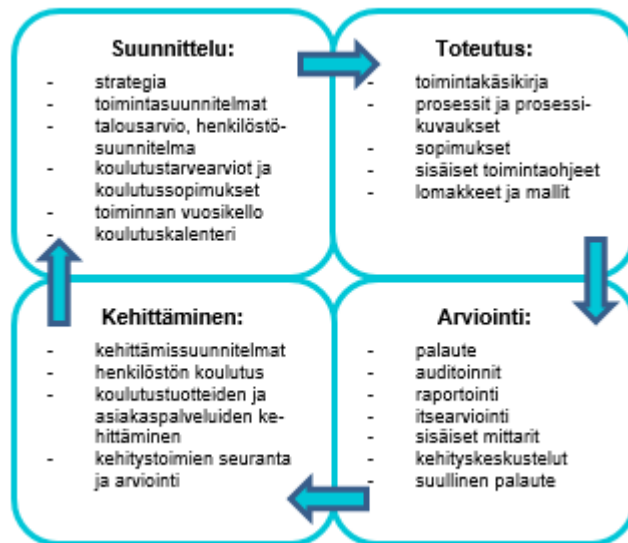 Suunnittelu:
- strategia
- toimintasuunnitelmat
- talousarvio, henkilöstö-
suunnitelma
- koulutustarvearviot ja
koulutussopimukset
- toiminnan vuosikello
- koulutuskalenteri
Toteutus:
- toimintakäsikirja
- prosessit ja prosessi-
kuvaukset
- sopimukset
- sisäiset toimintaohjeet
- lomakkeet ja mallit
Kehittäminen:
- kehittämissuunnitelmat
- henkilöstön koulutus
- koulutustuotteiden ja
asiakaspalveluiden ke-
hittäminen
- kehitystoimien seuranta
ja arviointi
Arviointi:
- palaute
- auditoinnit
- raportointi
- itsearviointi
- sisäiset mittarit
- kehityskeskustelut
- suullinen palaute